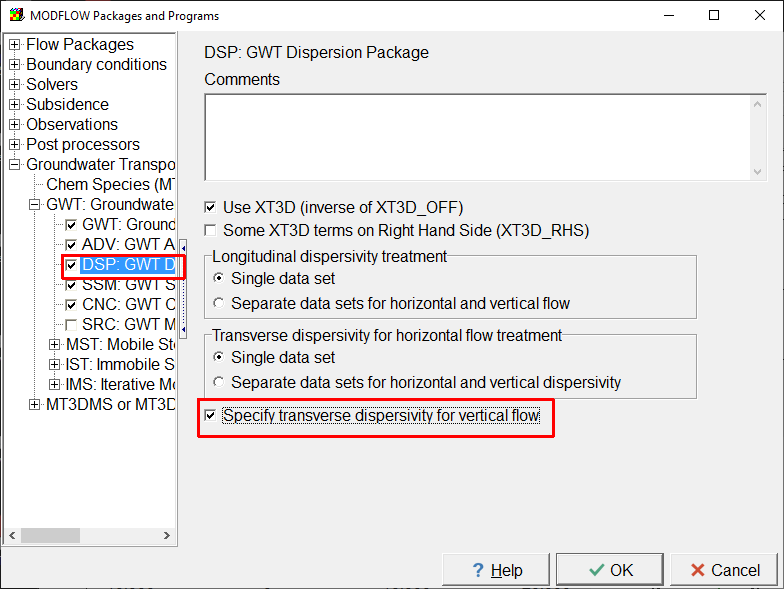 MODFLOW Packages and Programs
Flow Packages
Boundary conditions
Solvers
Subsidence
Observations
Post processors
Groundwater Transpo
Chem Species (MT
GWT: Groundwate
GWT: Ground
ADV: GWT A
DSP: GWT D
SSM: GWT S
CNC: GWT C
SRC: GWT M
MST: Mobile Sto
IST: Immobile S
IMS: Iterative Mo
MT3DMS or MT3D
DSP: GWT Dispersion Package
Comments
Use XT3D (inverse of XT3D_OFF)
Some XT3D terms on Right Hand Side (XT3D_RHS)
Longitudinal dispersivity treatment
Single data set
Separate data sets for horizontal and vertical flow
Transverse dispersivity for horizontal flow treatment
Single data set
Separate data sets for horizontal and vertical dispersivity
Specify transverse dispersivity for vertical flow
? Help
OK
Cancel